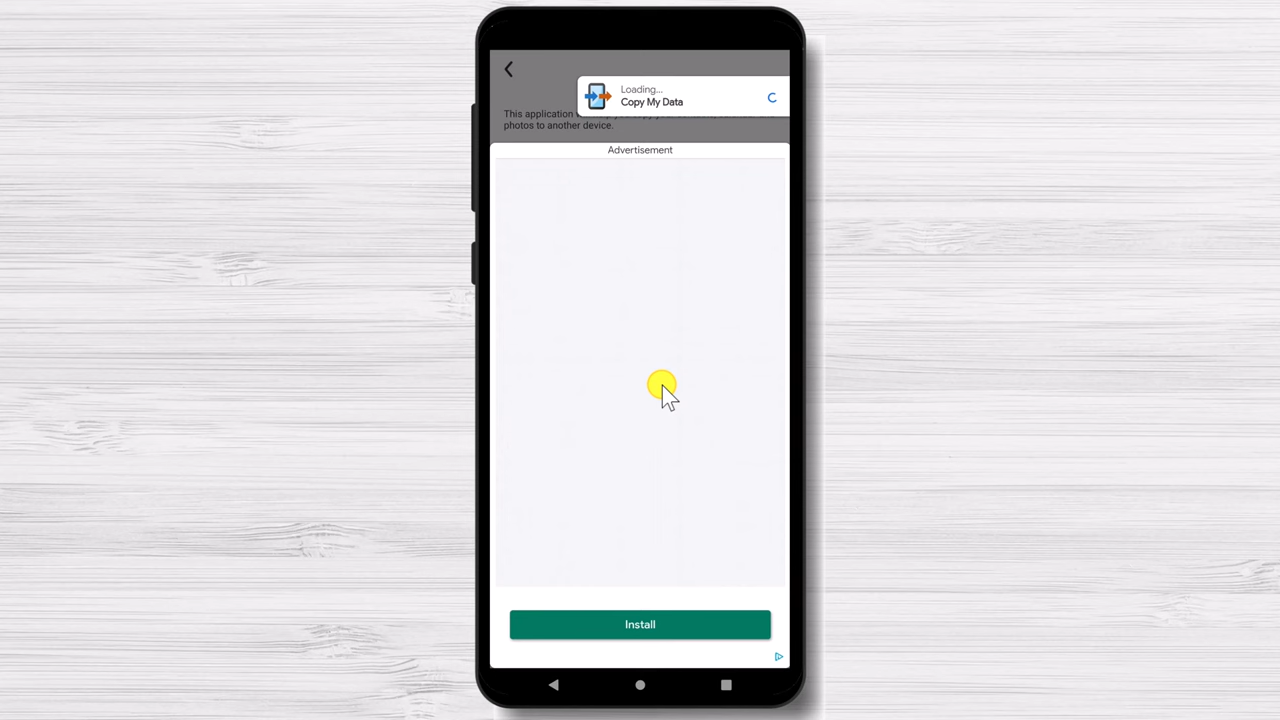 Loading...
Copy My Data
This application
photos to another device.
Advertisement
Install